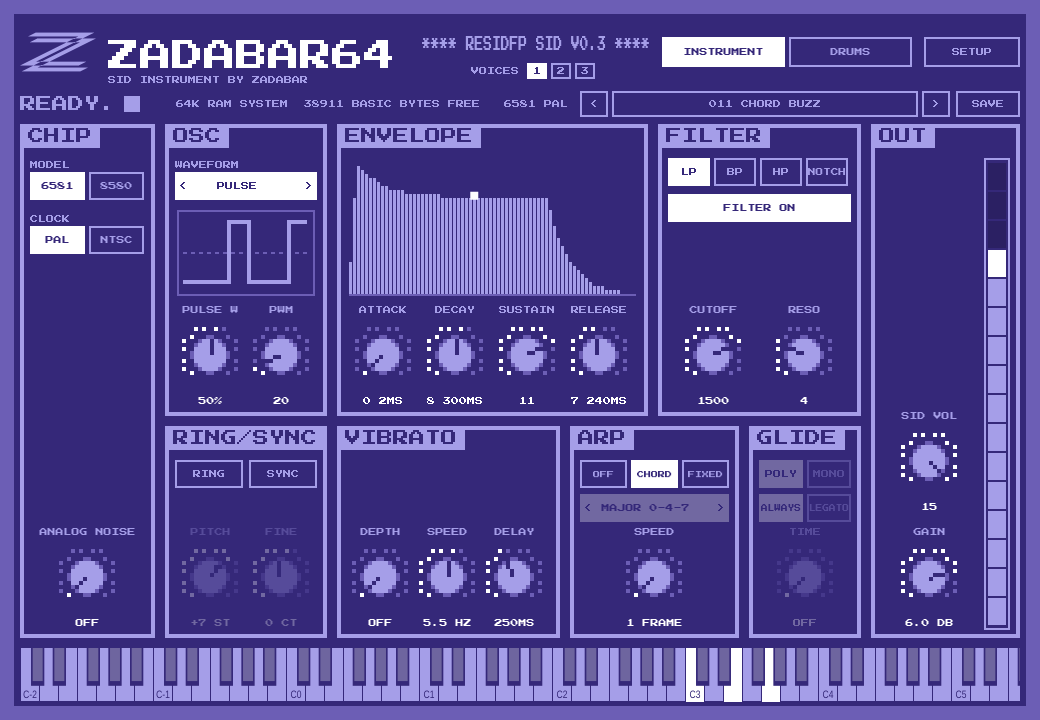 ZADABAR64
SID INSTRUMENT BY ZADABAR
**** RESIDFP SID V0.3 ****
VOICES 1 2 3
INSTRUMENT DRUMS SETUP
READY.
64K RAM SYSTEM 38911 BASIC BYTES FREE 6581 PAL
< 011 CHORD BUZZ > SAVE
CHIP
MODEL
6581 8580
CLOCK
PAL NTSC
ANALOG NOISE
OFF
OSC
WAVEFORM
< PULSE >
PULSE W PWM
50% 20
ENVELOPE
ATTACK DECAY SUSTAIN RELEASE
0 2MS 8 300MS 11 7 240MS
FILTER
LP BP HP NOTCH
FILTER ON
CUTOFF RESO
1500 4
OUT
SID VOL
15
GAIN
6.0 DB
RING/SYNC
RING SYNC
PITCH FINE
+7 ST 0 CT
VIBRATO
DEPTH SPEED DELAY
OFF 5.5 HZ 250MS
ARP
OFF CHORD FIXED
< MAJOR 0-4-7 >
SPEED
1 FRAME
GLIDE
POLY MONO
ALWAYS LEGATO
TIME
OFF
C-2 C-1 C0 C1 C2 C3 C4 C5